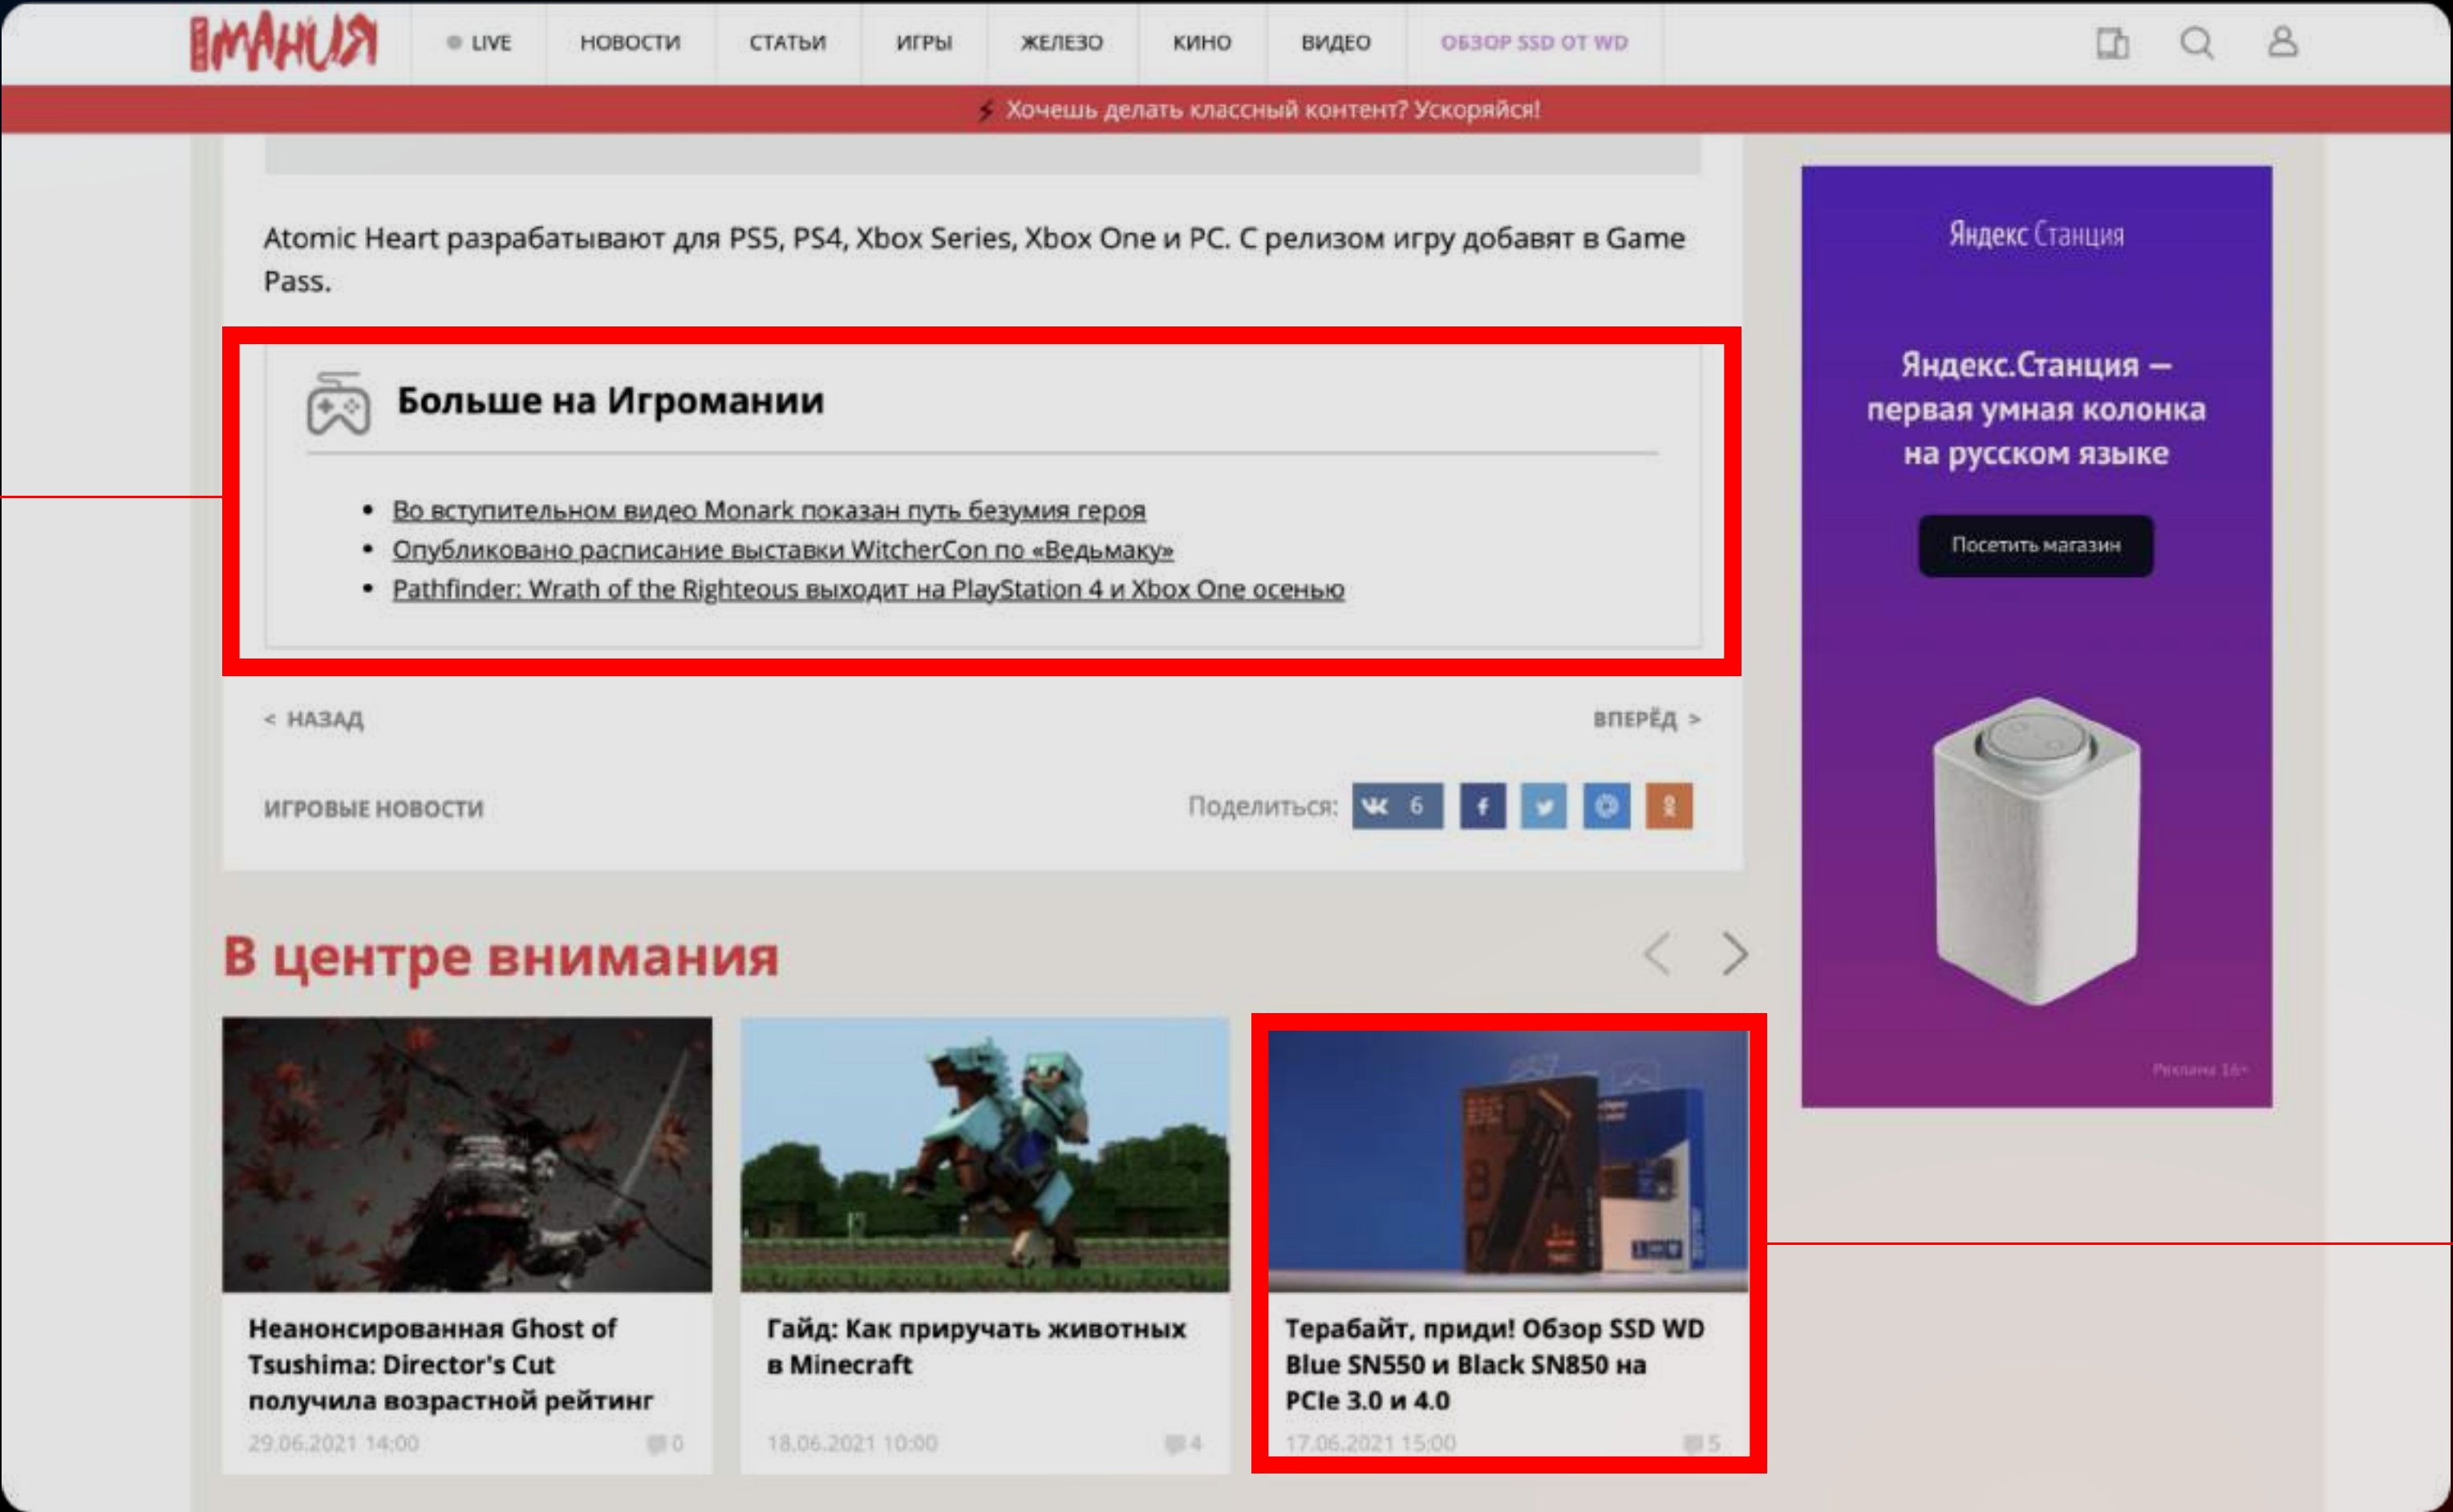 МАНИЯ
LIVE
НОВОСТИ
СТАТЬИ
ИГРЫ
ЖЕЛЕЗО
КИНО
ВИДЕО
ОБЗОР SSD ОТ WD
Хочешь делать классный контент? Ускоряйся!
Atomic Heart разрабатывают для PS5, PS4, Xbox Series, Xbox One и PC. С релизом игру добавят в Game
Pass.
Больше на Игромании
• Во вступительном видео Monark показан путь безумия героя
• Опубликовано расписание выставки WitcherCon по «Ведьмаку»
• Pathfinder: Wrath of the Righteous выходит на PlayStation 4 и Xbox One осенью
< НАЗАД
ВПЕРЁД >
ИГРОВЫЕ НОВОСТИ
Поделиться:
6
Яндекс Станция
Яндекс.Станция —
первая умная колонка
на русском языке
Посетить магазин
Реклама 16+
В центре внимания
Неанонсированная Ghost of
Tsushima: Director's Cut
получила возрастной рейтинг
29.06.2021 14:00
0
Гайд: Как приручать животных
в Minecraft
18.06.2021 10:00
4
Терабайт, приди! Обзор SSD WD
Blue SN550 и Black SN850 на
PCIe 3.0 и 4.0
17.06.2021 15:00
5